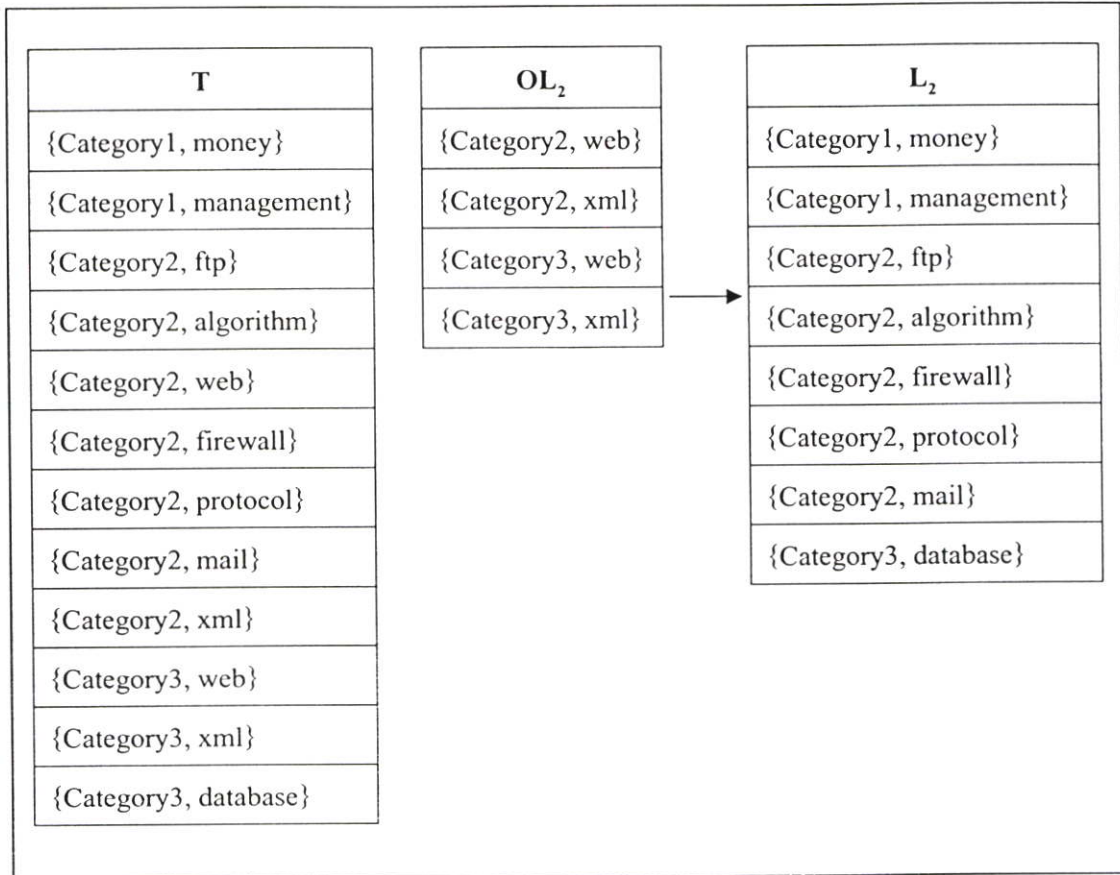 T
{Category1, money}
{Category1, management}
{Category2, ftp}
{Category2, algorithm}
{Category2, web}
{Category2, firewall}
{Category2, protocol}
{Category2, mail}
{Category2, xml}
{Category3, web}
{Category3, xml}
{Category3, database}
OL₂
{Category2, web}
{Category2, xml}
{Category3, web}
{Category3, xml}
L₂
{Category1, money}
{Category1, management}
{Category2, ftp}
{Category2, algorithm}
{Category2, firewall}
{Category2, protocol}
{Category2, mail}
{Category3, database}